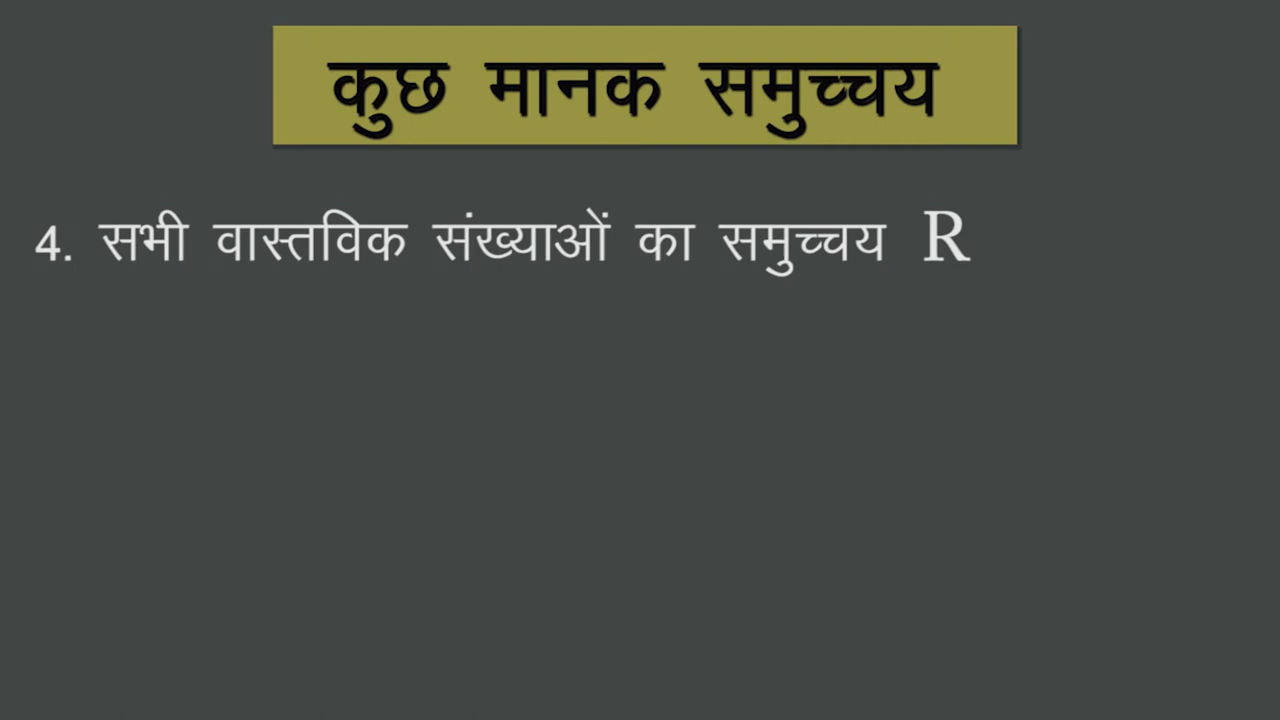 कुछ मानक समुच्चय
4. सभी वास्तविक संख्याओं का समुच्चय R